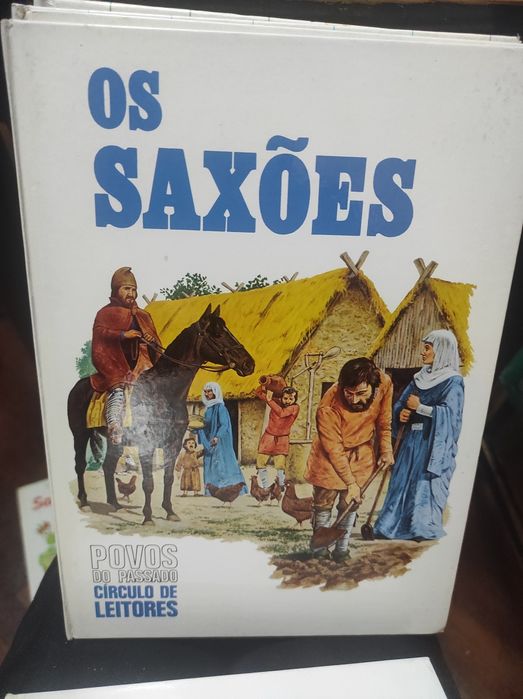 OS
SAXÕES
POVOS
DO PASSADO
CÍRCULO DE
LEITORES